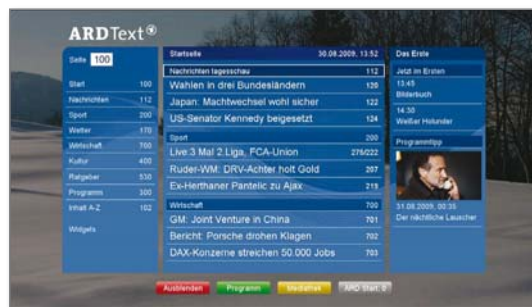 ARDText
Seite 100
Start 100
Nachrichten 112
Sport 200
Wetter 170
Wirtschaft 700
Kultur 400
Ratgeber 530
Programm 300
Inhalt A-Z 102
Widgets
Startseite 30.08.2009, 13:52
Nachrichten tagesschau 112
Wahlen in drei Bundesländern 120
Japan: Machtwechsel wohl sicher 122
US-Senator Kennedy beigesetzt 124
Sport 200
Live:3 Mal 2.Liga, FCA-Union 276/222
Ruder-WM: DRV-Achter holt Gold 207
Ex-Herthaner Pantelic zu Ajax 219
Wirtschaft 700
GM: Joint Venture in China 701
Bericht: Porsche drohen Klagen 702
DAX-Konzerne streichen 50.000 Jobs 703
Das Erste
Jetzt im Ersten
13:45
Bilderbuch
14:30
Weißer Holunder
Programmtipp
31.08.2009, 00:35
Der nächtliche Lauscher
Ausblenden
Programm
Mediathek
ARD Start: 0